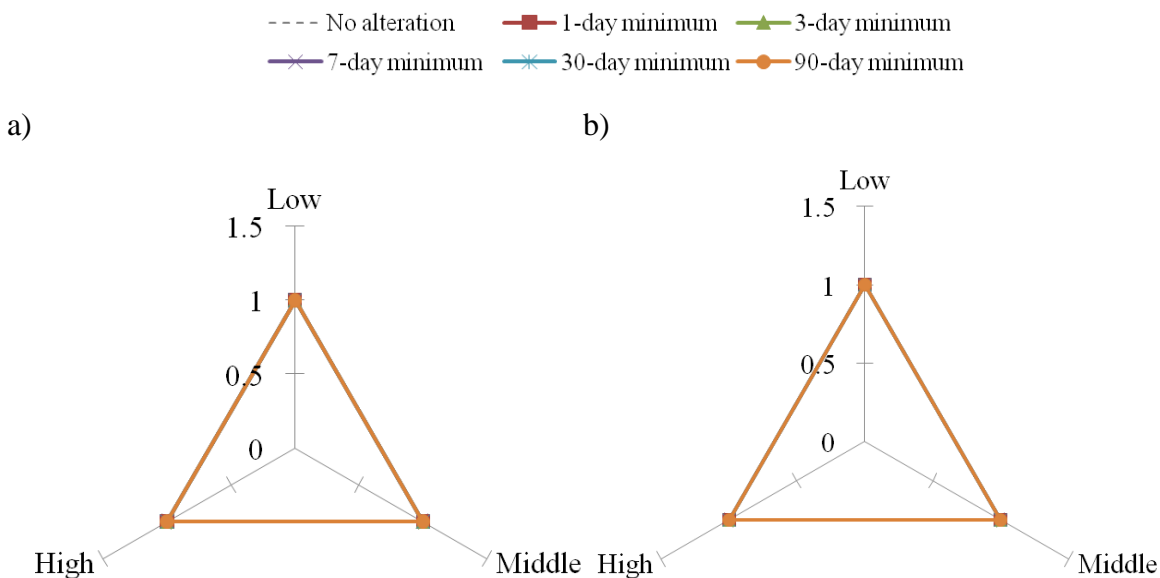 No alteration 1-day minimum 3-day minimum
7-day minimum 30-day minimum 90-day minimum
a)
Low
1.5
1
0.5
0
High Middle
b)
Low
1.5
1
0.5
0
High Middle